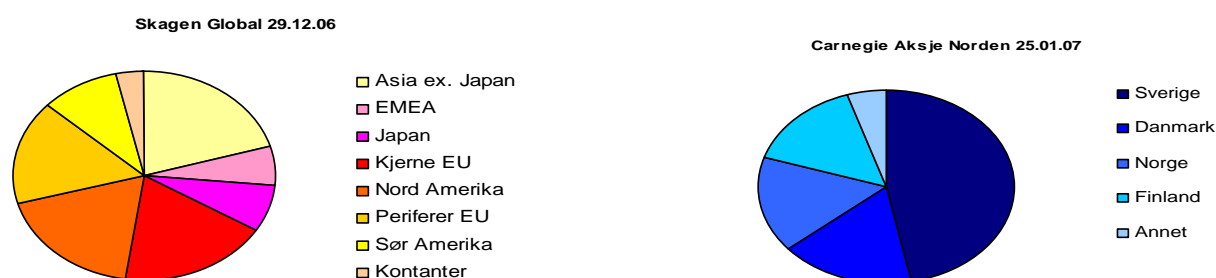 Skagen Global 29.12.06
Asia ex. Japan
EMEA
Japan
Kjerne EU
Nord Amerika
Periferer EU
Sør Amerika
Kontanter
Carnegie Aksje Norden 25.01.07
Sverige
Danmark
Norge
Finland
Annet